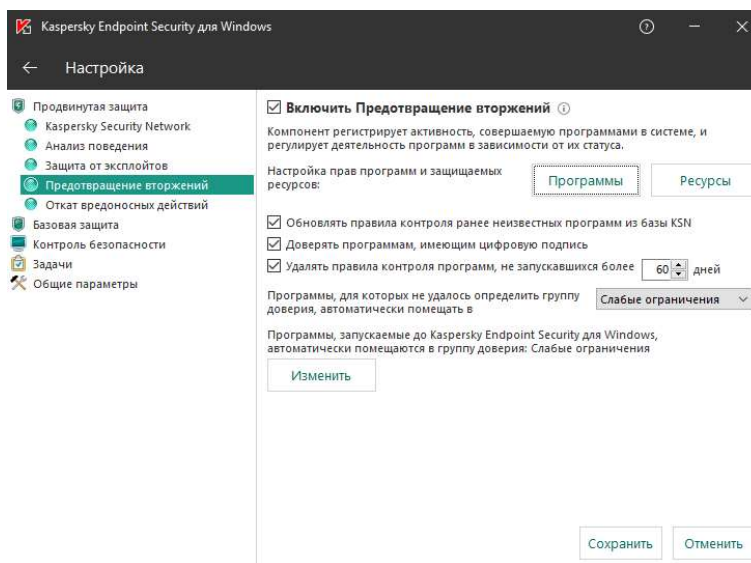 Kaspersky Endpoint Security для Windows
Настройка
Продвинутая защита
Kaspersky Security Network
Анализ поведения
Защита от эксплойтов
Предотвращение вторжений
Откат вредоносных действий
Базовая защита
Контроль безопасности
Задачи
Общие параметры
Включить Предотвращение вторжений
Компонент регистрирует активность, совершаемую программами в системе, и
регулирует деятельность программ в зависимости от их статуса.
Настройка прав программ и защищаемых
ресурсов:
Программы
Ресурсы
Обновлять правила контроля ранее неизвестных программ из базы KSN
Доверять программам, имеющим цифровую подпись
Удалять правила контроля программ, не запускавшихся более 60 дней
Программы, для которых не удалось определить группу
доверия, автоматически помещать в
Слабые ограничения
Программы, запускаемые до Kaspersky Endpoint Security для Windows,
автоматически помещаются в группу доверия: Слабые ограничения
Изменить
Сохранить
Отменить